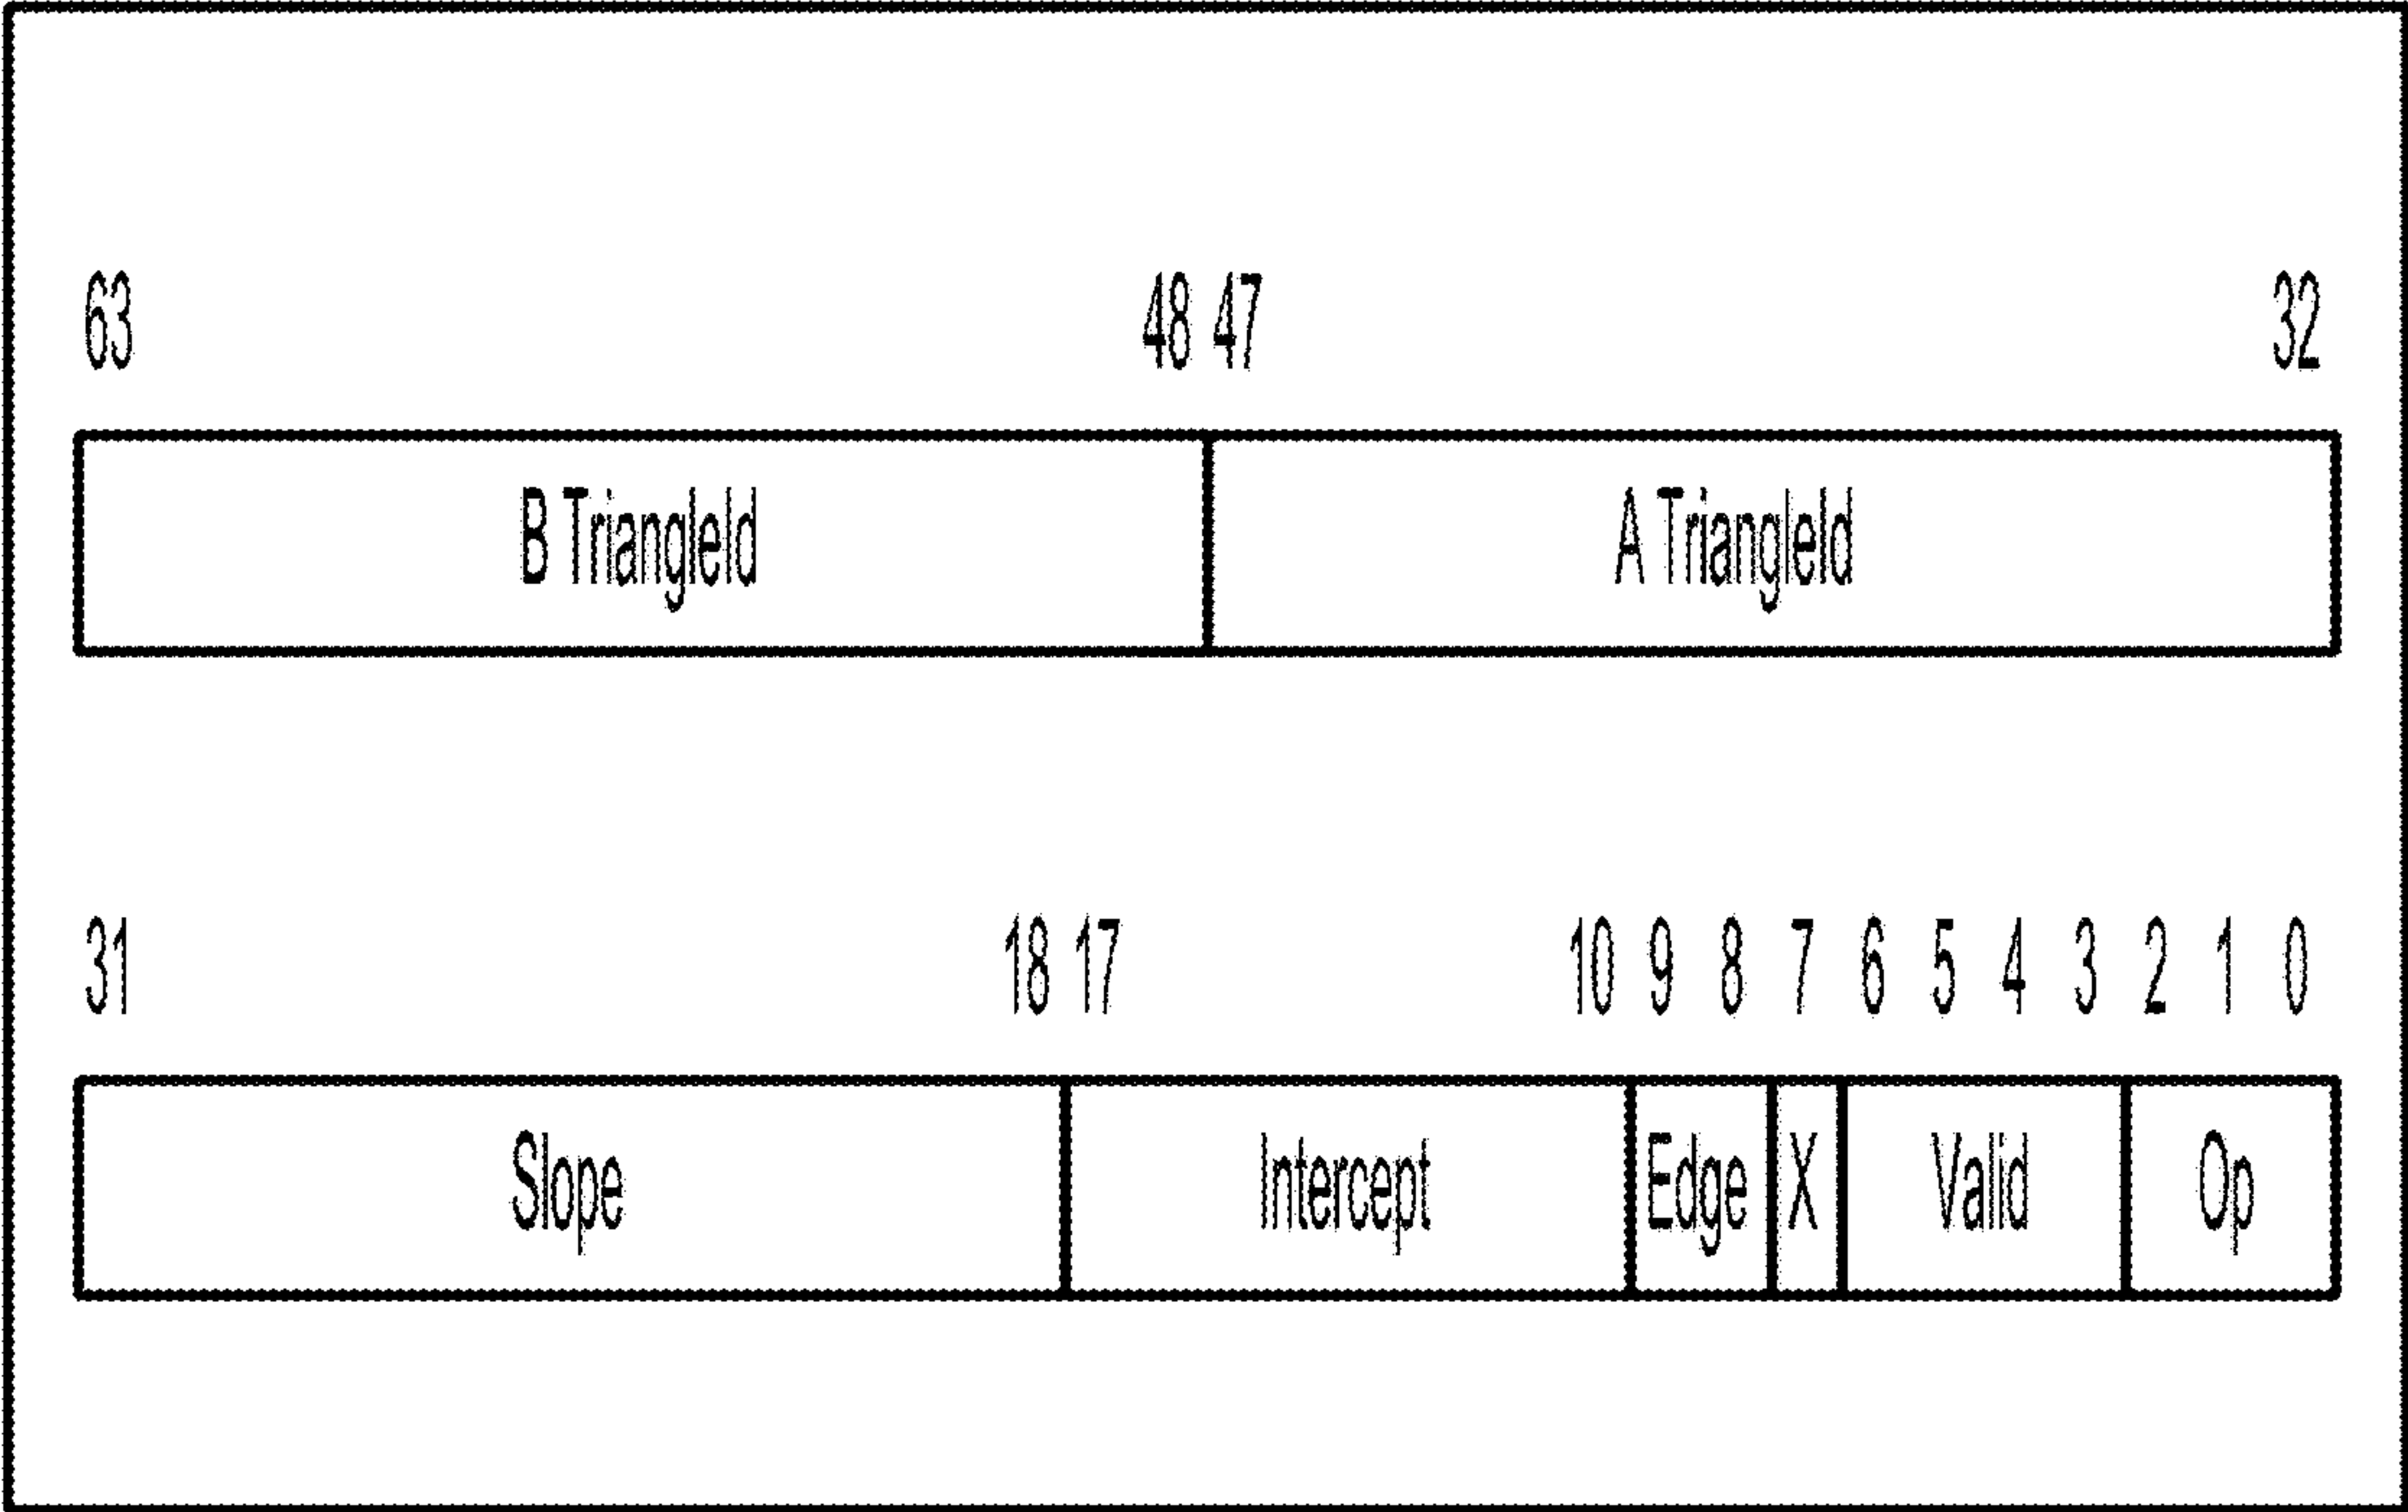 63 48 47 32
B TriangleId A TriangleId
31 18 17 10 9 8 7 6 5 4 3 2 1 0
Slope Intercept Edge X Valid Op